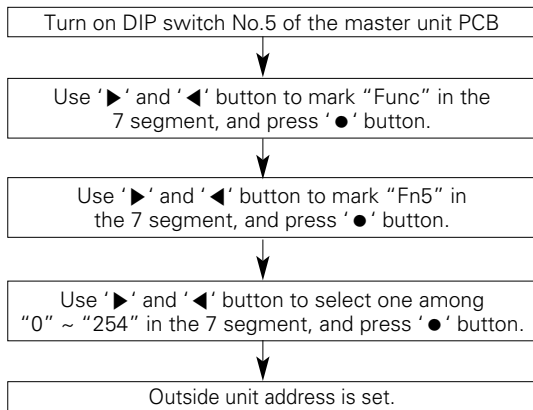 Turn on DIP switch No.5 of the master unit PCB
Use ‘▶‘ and ‘◀‘ button to mark “Func” in the
7 segment, and press ‘●‘ button.
Use ‘▶‘ and ‘◀‘ button to mark “Fn5” in
the 7 segment, and press ‘●‘ button.
Use ‘▶‘ and ‘◀‘ button to select one among
“0” ~ “254” in the 7 segment, and press ‘●‘ button.
Outside unit address is set.